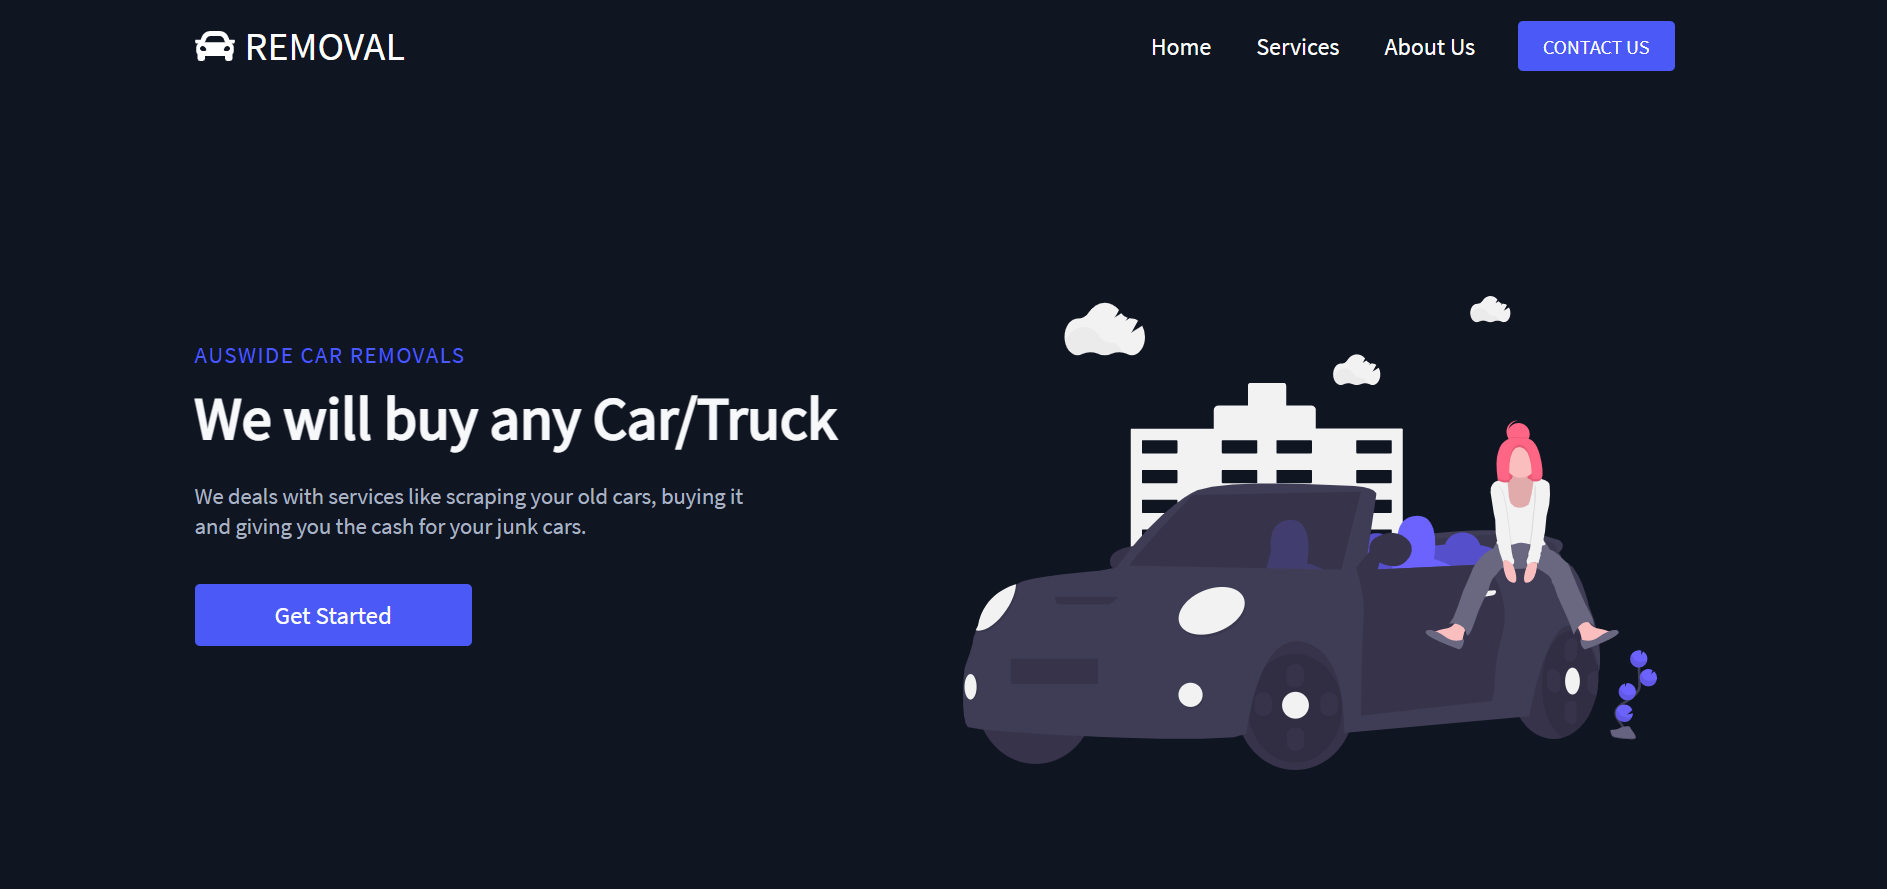 REMOVAL
Home
Services
About Us
CONTACT US
AUSWIDE CAR REMOVALS
We will buy any Car/Truck
We deals with services like scraping your old cars, buying it
and giving you the cash for your junk cars.
Get Started